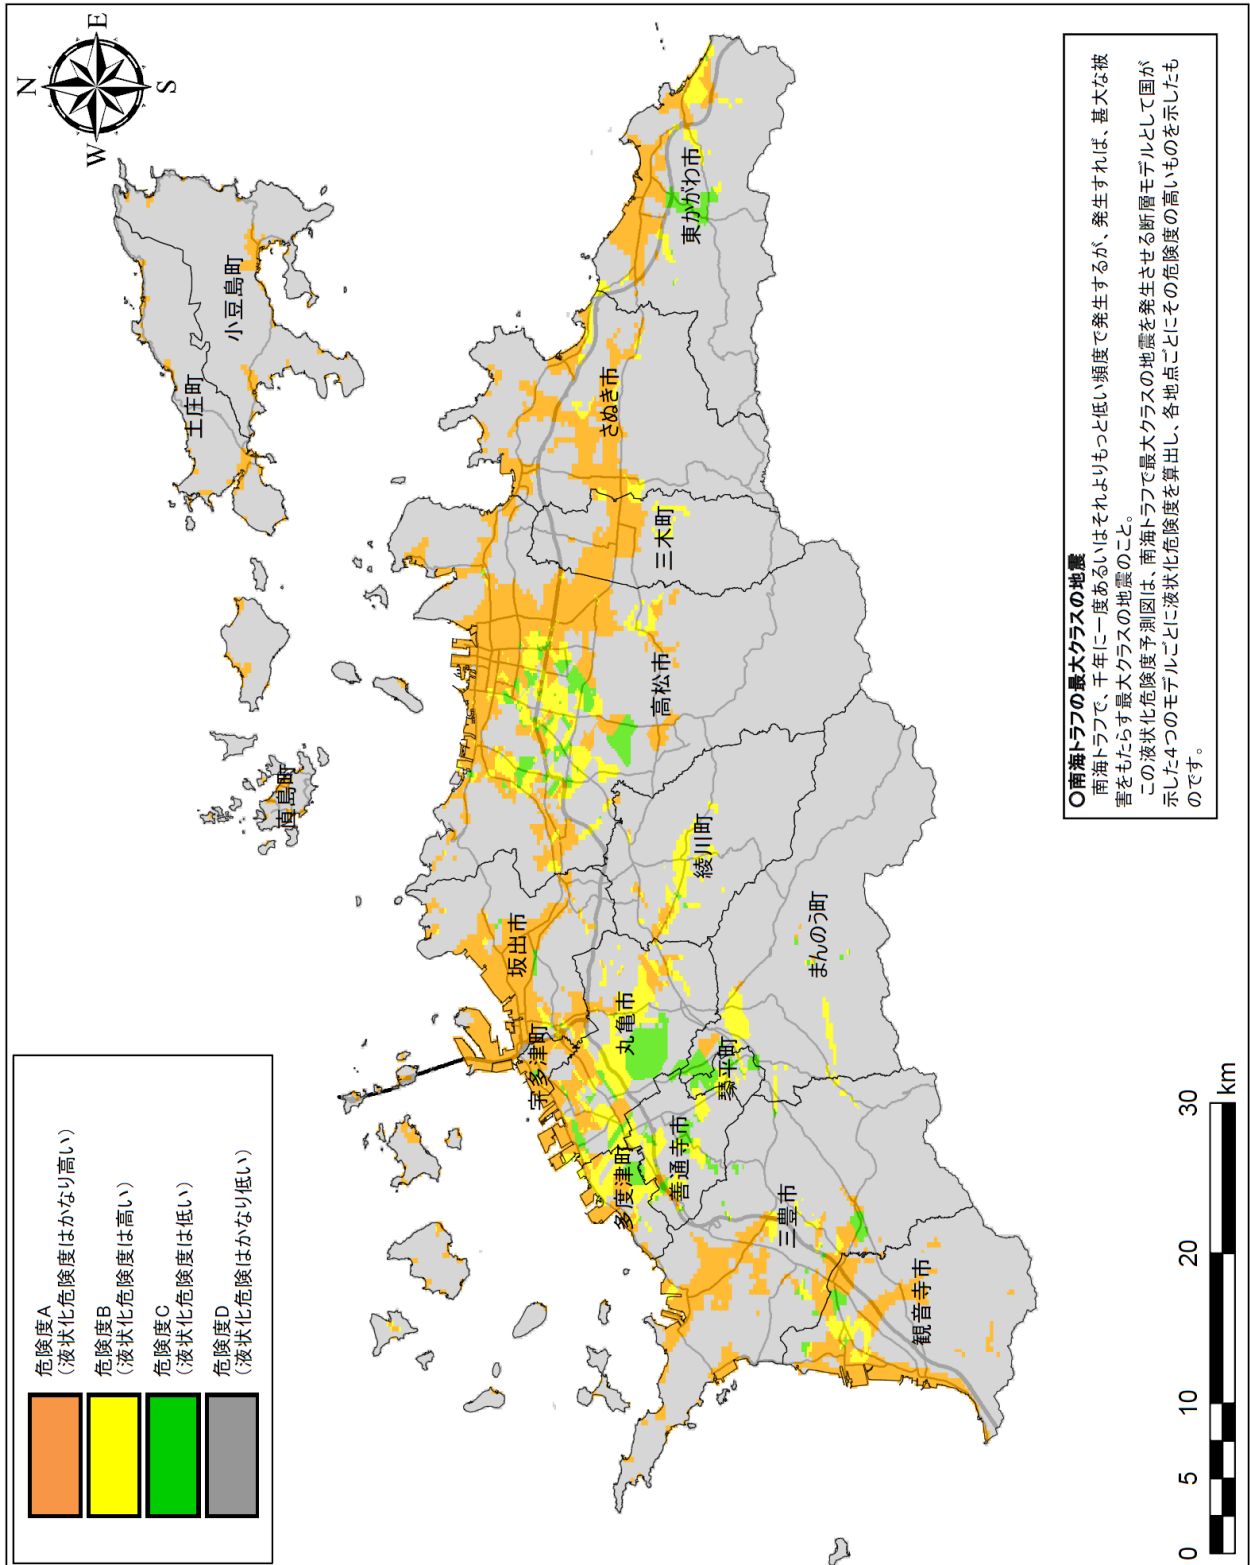 危険度A
（液状化危険度はかなり高い）
危険度B
（液状化危険度は高い）
危険度C
（液状化危険度は低い）
危険度D
（液状化危険はかなり低い）
N
W
E
S
土庄町
小豆島町
直島町
東かがわ市
さぬき市
三木町
高松市
綾川町
坂出市
宇多津町
丸亀市
まんのう町
多度津町
善通寺市
琴平町
三豊市
観音寺市
0
5
10
20
30
km
〇南海トラフの最大クラスの地震
南海トラフで、千年に一度あるいはそれよりもっと低い頻度で発生するが、発生すれば、甚大な被
害をもたらす最大クラスの地震のこと。
この液状化危険度予測図は、南海トラフで最大クラスの地震を発生させる断層モデルとして国が
示した4つのモデルごとに液状化危険度を算出し、各地点ごとにその危険度の高いものを示したも
のです。